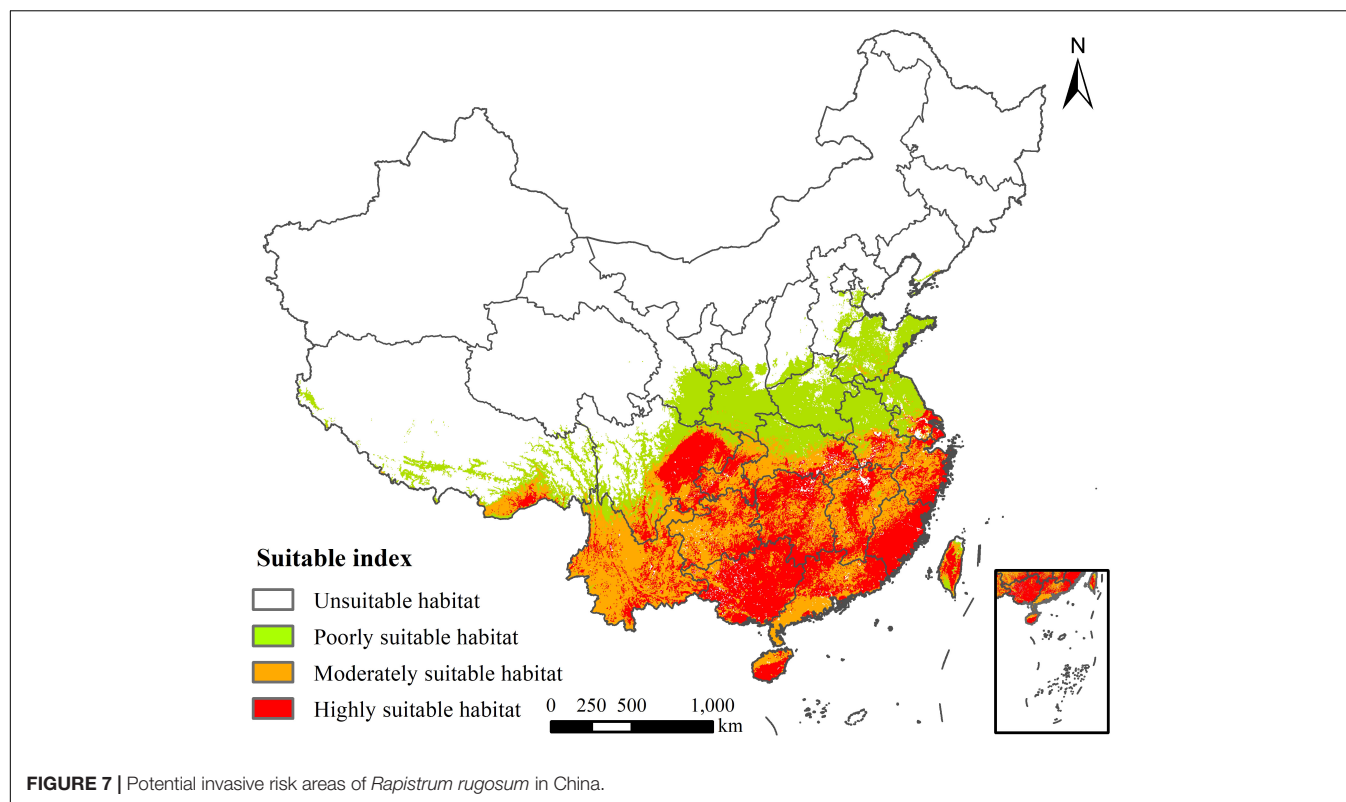 N
Suitable index
Unsuitable habitat
Poorly suitable habitat
Moderately suitable habitat
Highly suitable habitat
0 250 500 1,000
km
FIGURE 7 | Potential invasive risk areas of Rapistrum rugosum in China.